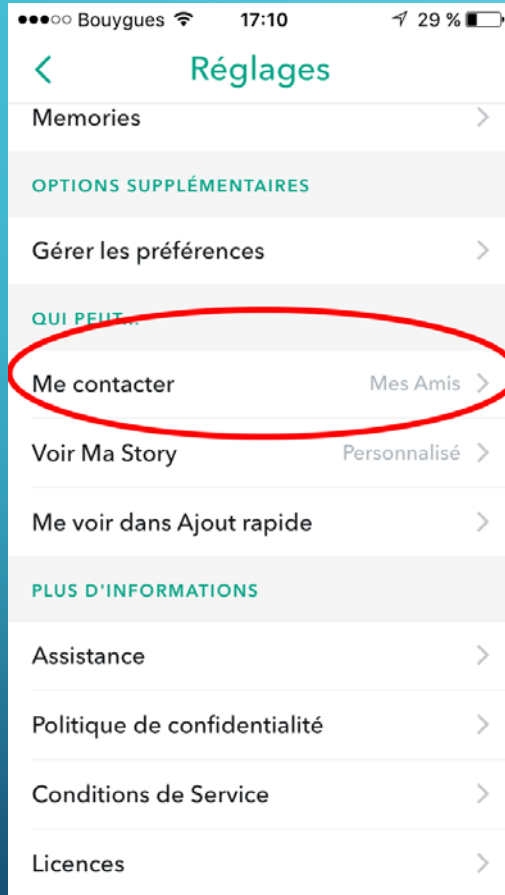 ●●●○○ Bouygues 17:10 29 %
Réglages
Memories
OPTIONS SUPPLÉMENTAIRES
Gérer les préférences
QUI PEUT...
Me contacter Mes Amis
Voir Ma Story Personnalisé
Me voir dans Ajout rapide
PLUS D'INFORMATIONS
Assistance
Politique de confidentialité
Conditions de Service
Licences